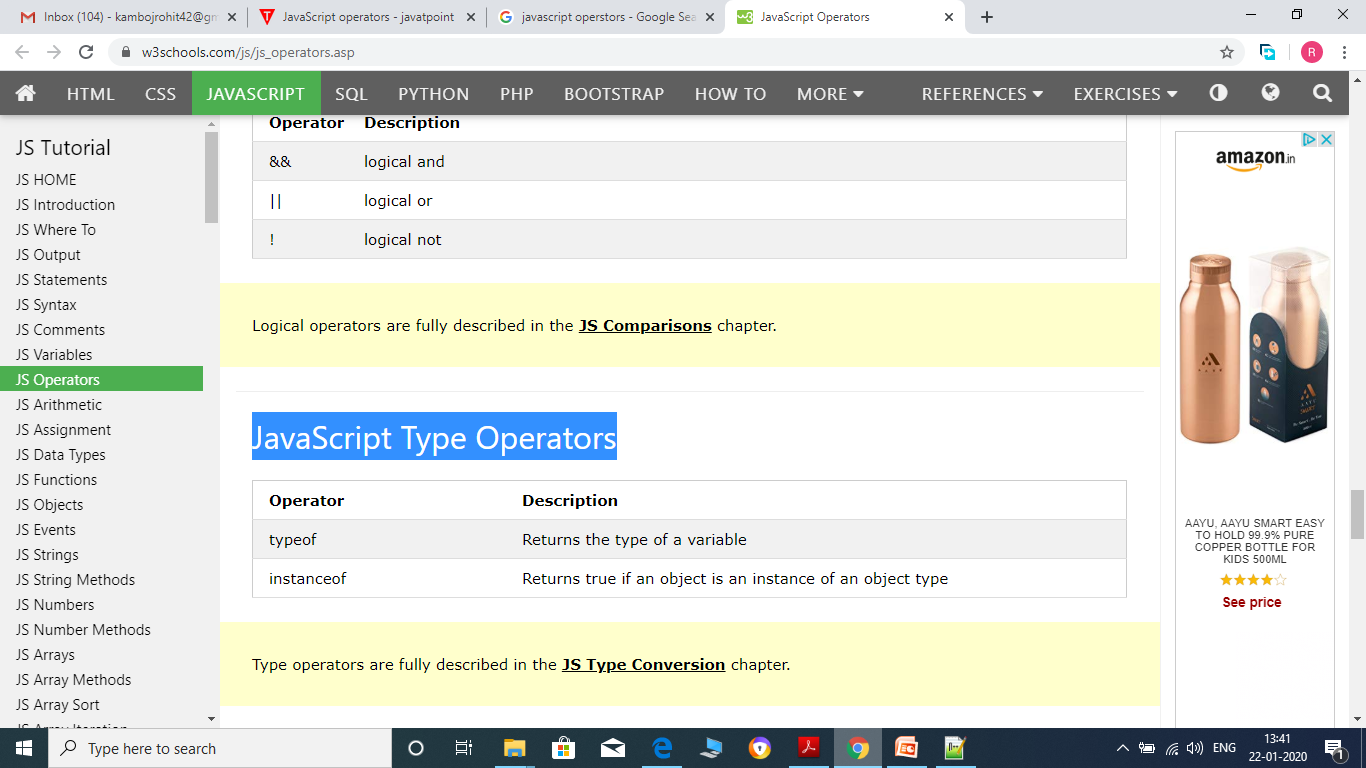 Inbox (104) - kambojrohit42@gm
JavaScript operators - javatpoint
javascript operstors - Google Sea
JavaScript Operators
w3schools.com/js/js_operators.asp
R
HTML CSS JAVASCRIPT SQL PYTHON PHP BOOTSTRAP HOW TO MORE REFERENCES EXERCISES
JS Tutorial
JS HOME
JS Introduction
JS Where To
JS Output
JS Statements
JS Syntax
JS Comments
JS Variables
JS Operators
JS Arithmetic
JS Assignment
JS Data Types
JS Functions
JS Objects
JS Events
JS Strings
JS String Methods
JS Numbers
JS Number Methods
JS Arrays
JS Array Methods
JS Array Sort
JS Array Iteration
Operator Description
&& logical and
|| logical or
! logical not
Logical operators are fully described in the JS Comparisons chapter.
JavaScript Type Operators
Operator Description
typeof Returns the type of a variable
instanceof Returns true if an object is an instance of an object type
Type operators are fully described in the JS Type Conversion chapter.
amazon.in
AAYU, AAYU SMART EASY
TO HOLD 99.9% PURE
COPPER BOTTLE FOR
KIDS 500ML
See price
Type here to search
ENG
13:41
22-01-2020
1